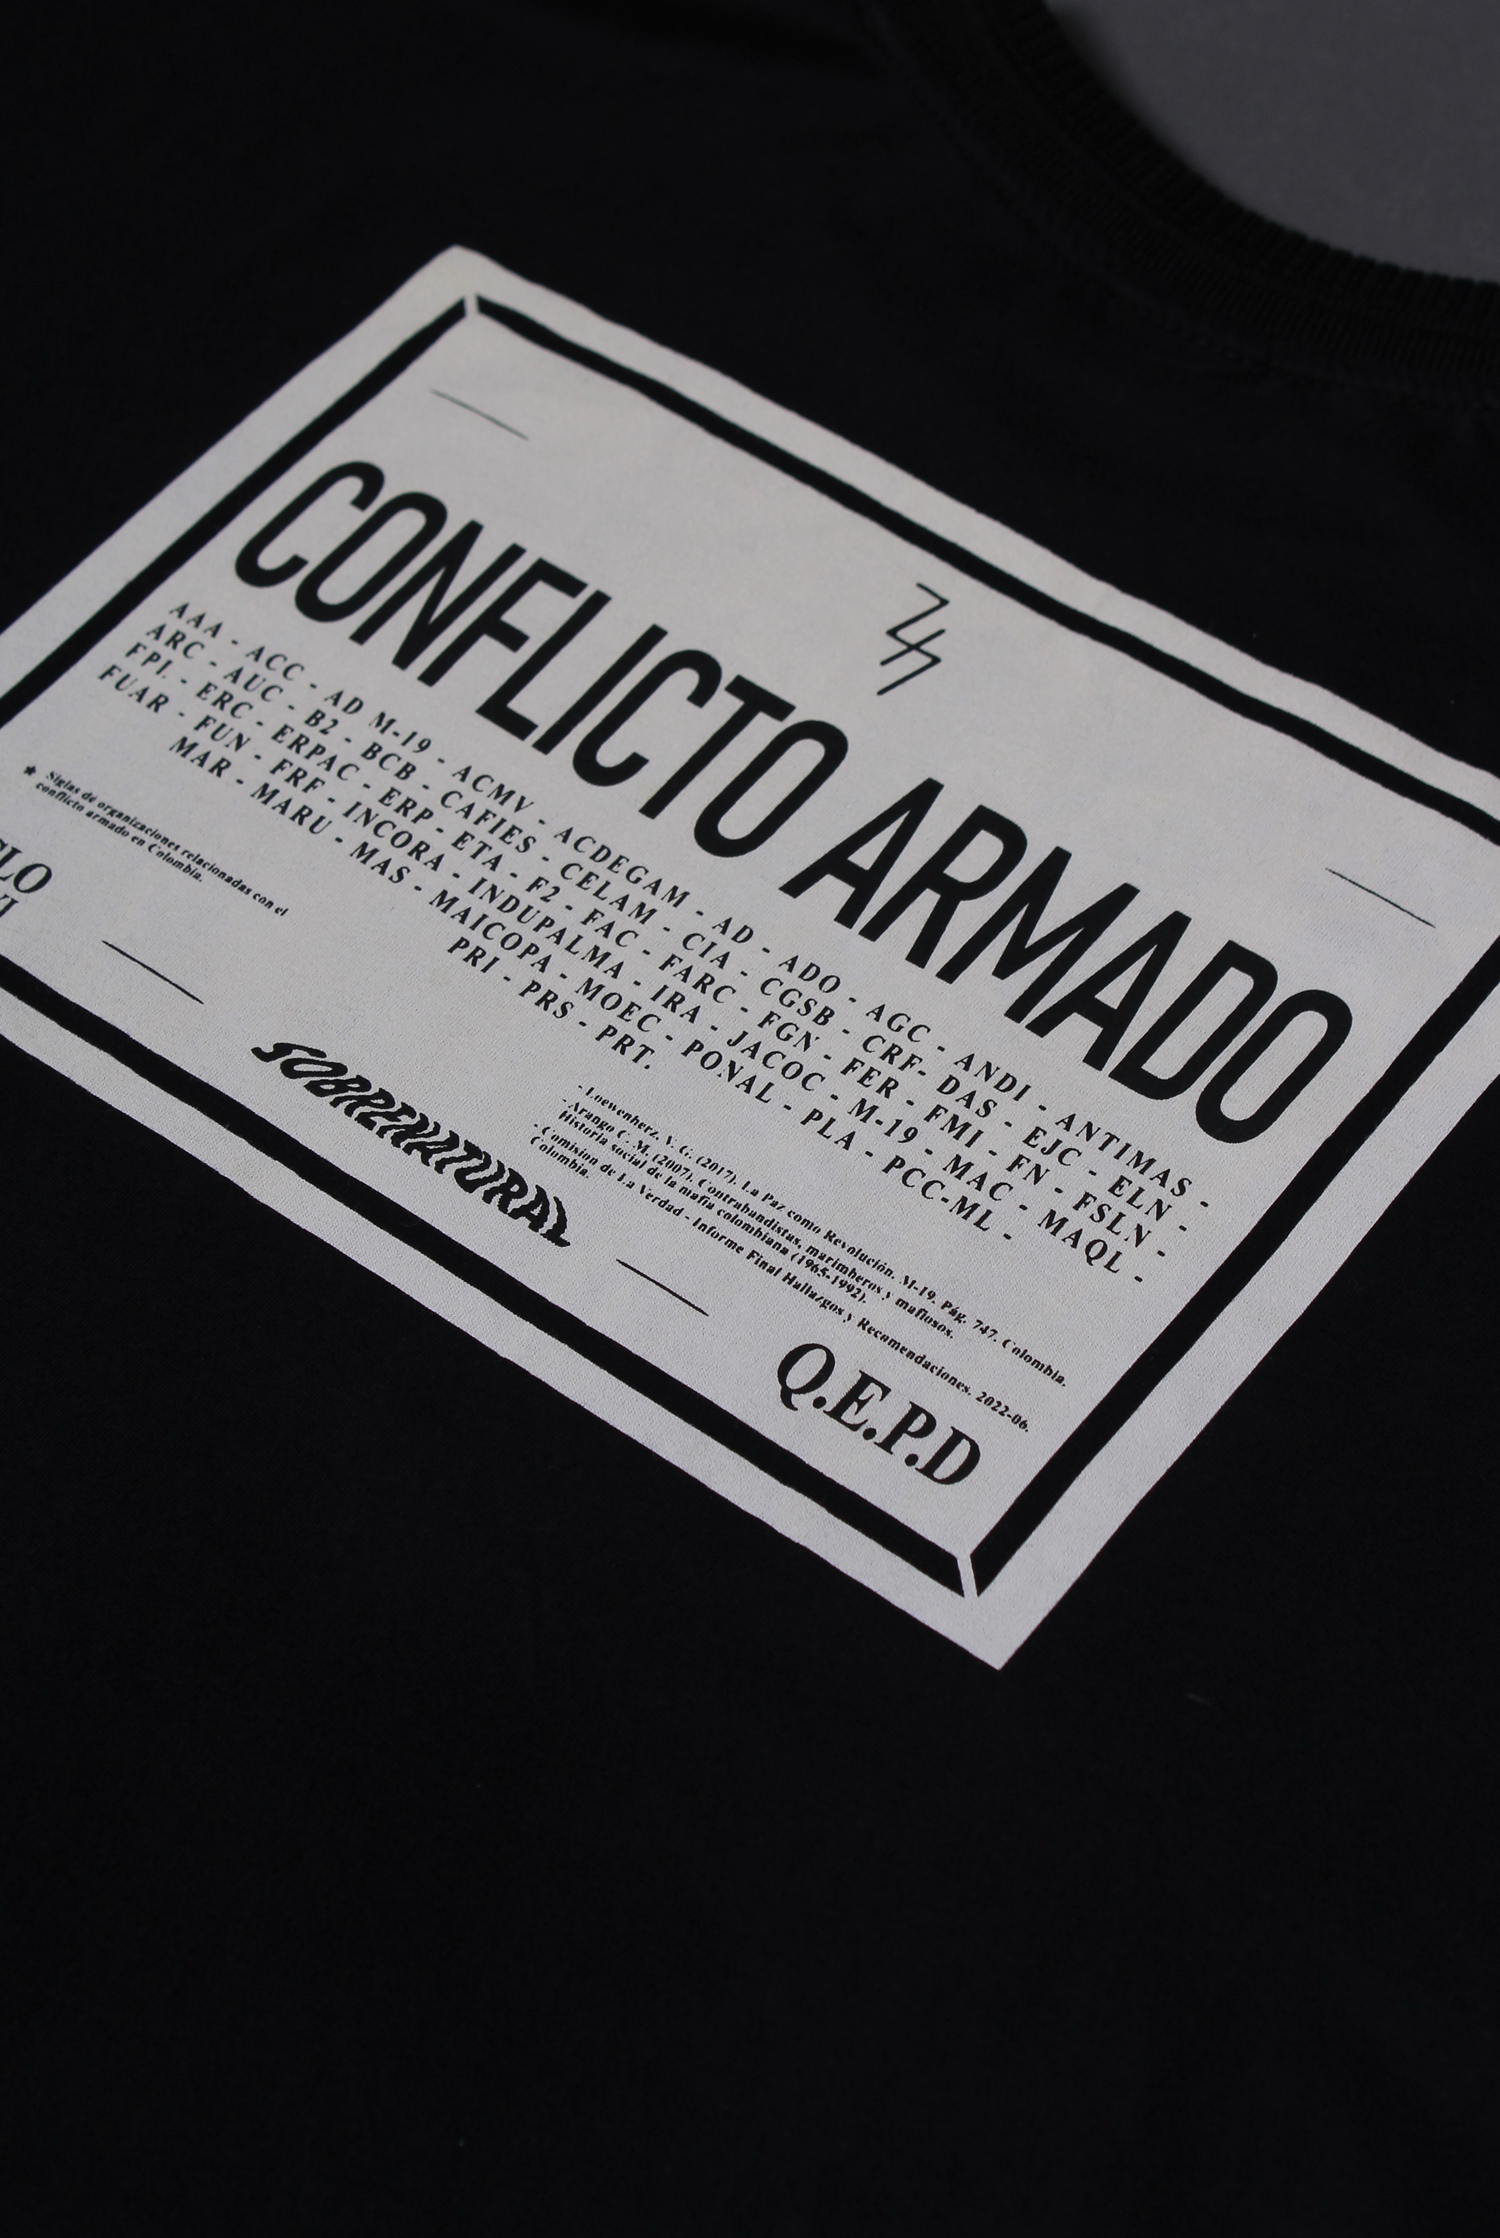 CONFLICTO ARMADO
AAA - ACC - AD M-19 - ACMV - ACDEGAM - AD - ADO - AGC - ANDI - ANTIMAS -
ARC - AUC - B2 - BCB - CAFIES - CELAM - CIA - CGSB - CRF- DAS - EJC - ELN -
FPL - ERC - ERPAC - ERP - ETA - F2 - FAC - FARC - FGN - FER - FMI - FN - FSLN -
FUAR - FUN - FRF - INCORA - INDUPALMA - IRA - JACOC - M-19 - MAC - MAQL -
MAR - MARU - MAS - MAICOPA - MOEC - PONAL - PLA - PCC-ML -
PRI - PRS - PRT.
* Siglas de organizaciones relacionadas con el
conflicto armado en Colombia.
- Loewenherz. V. G. (2017). La Paz como Revolución. M-19. Pág. 747. Colombia.
- Arango C. M. (2007). Contrabandistas, marimberos y mafiosos.
Historia social de la mafia colombiana (1965-1992).
- Comision de La Verdad - Informe Final Hallazgos y Recomendaciones. 2022-06.
Colombia.
SOBRENATURAL
Q.E.P.D